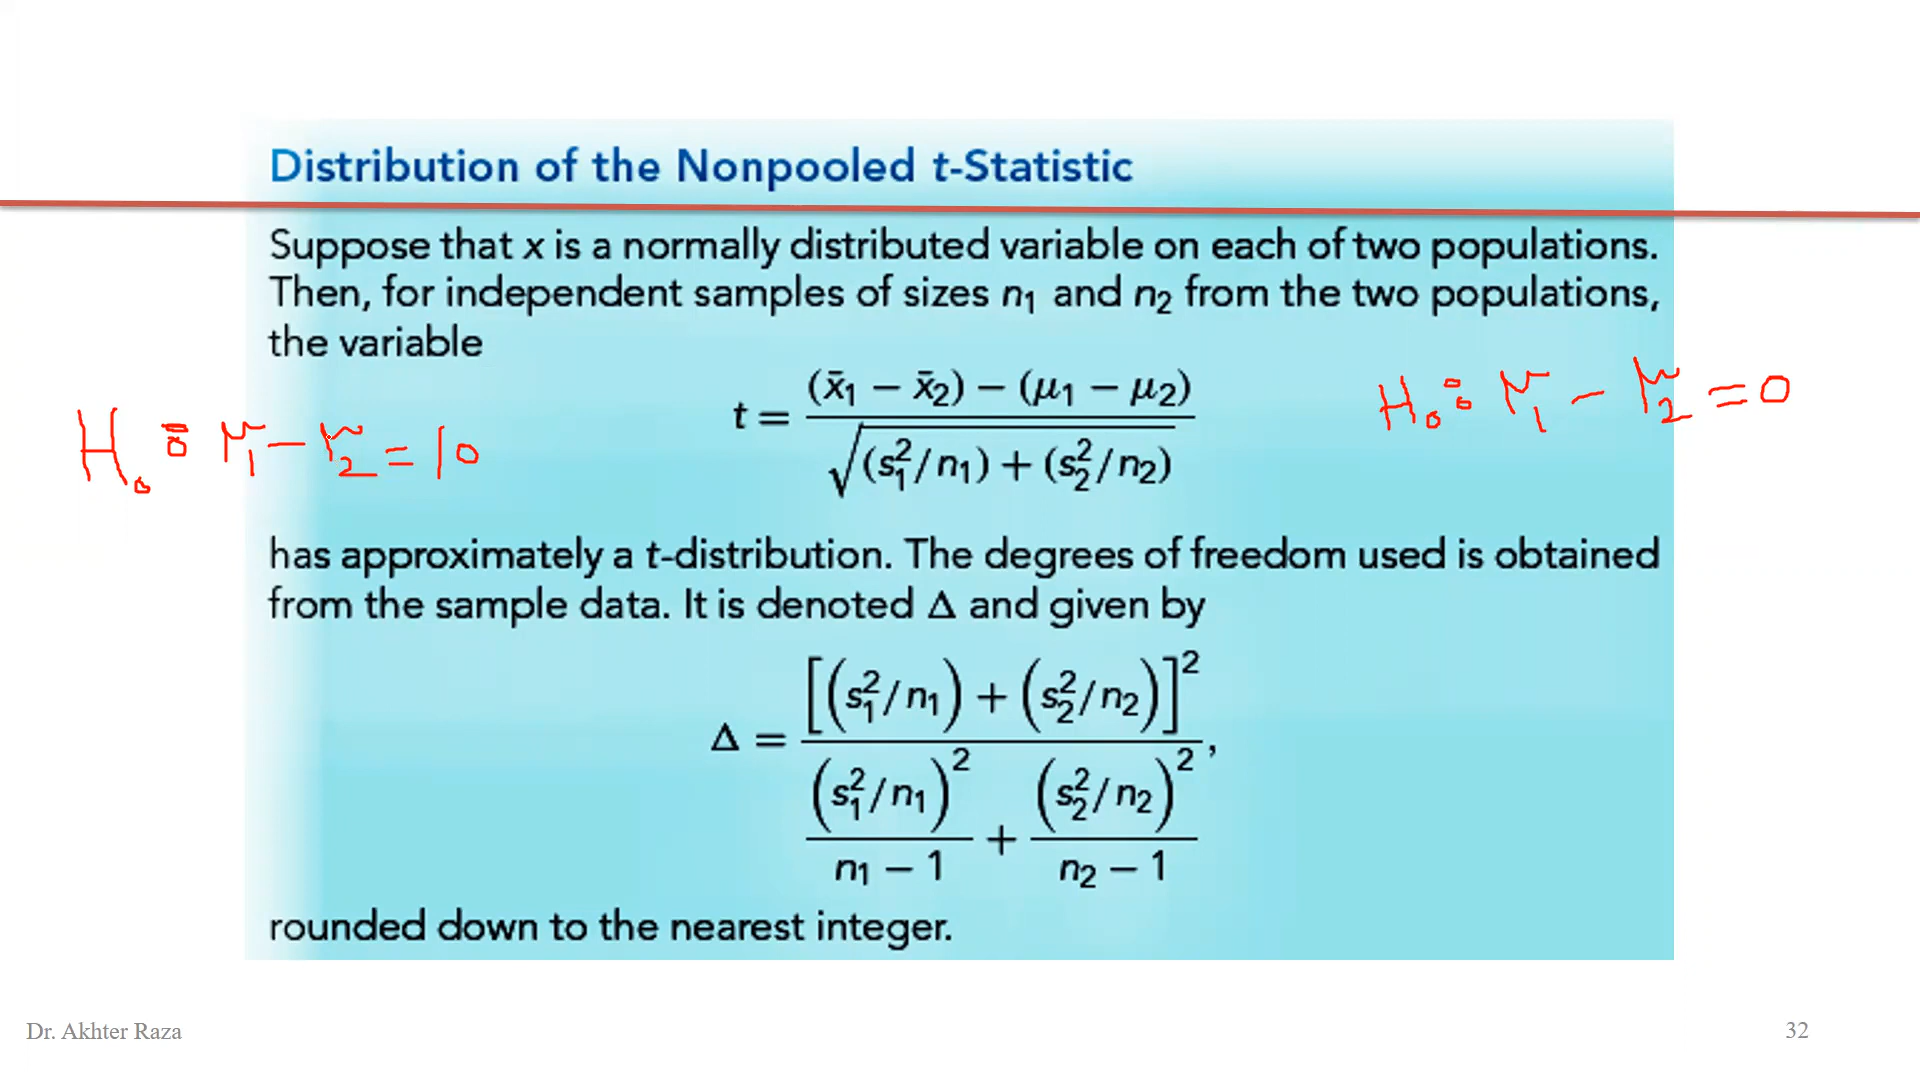 Distribution of the Nonpooled t-Statistic
Suppose that x is a normally distributed variable on each of two populations.
Then, for independent samples of sizes n₁ and n₂ from the two populations,
the variable
t = ((x̄₁ − x̄₂) − (μ₁ − μ₂)) / √((s₁²/n₁) + (s₂²/n₂))
H₀: μ₁ − μ₂ = 10
H₀: μ₁ − μ₂ = 0
has approximately a t-distribution. The degrees of freedom used is obtained
from the sample data. It is denoted Δ and given by
Δ = [(s₁²/n₁) + (s₂²/n₂)]² / ((s₁²/n₁)²/(n₁ − 1) + (s₂²/n₂)²/(n₂ − 1)),
rounded down to the nearest integer.
Dr. Akhter Raza
32